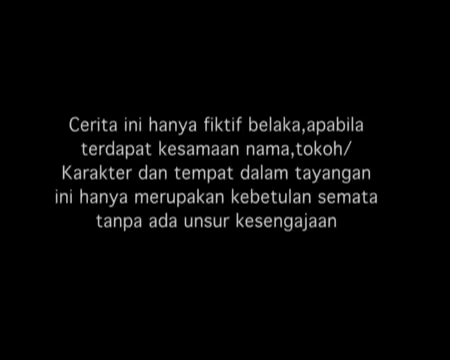 Cerita ini hanya fiktif belaka,apabila
terdapat kesamaan nama,tokoh/
Karakter dan tempat dalam tayangan
ini hanya merupakan kebetulan semata
tanpa ada unsur kesengajaan